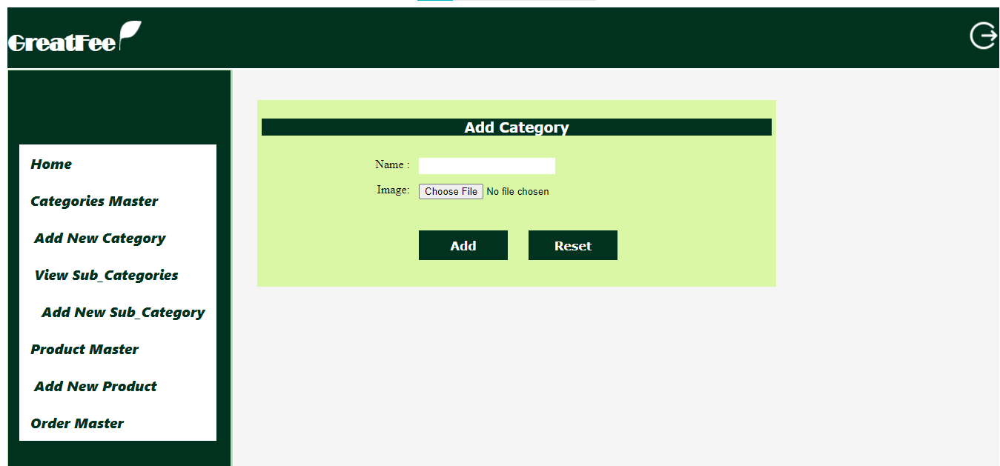 GreatFee
Home
Categories Master
Add New Category
View Sub_Categories
Add New Sub_Category
Product Master
Add New Product
Order Master
Add Category
Name :
Image: Choose File No file chosen
Add Reset